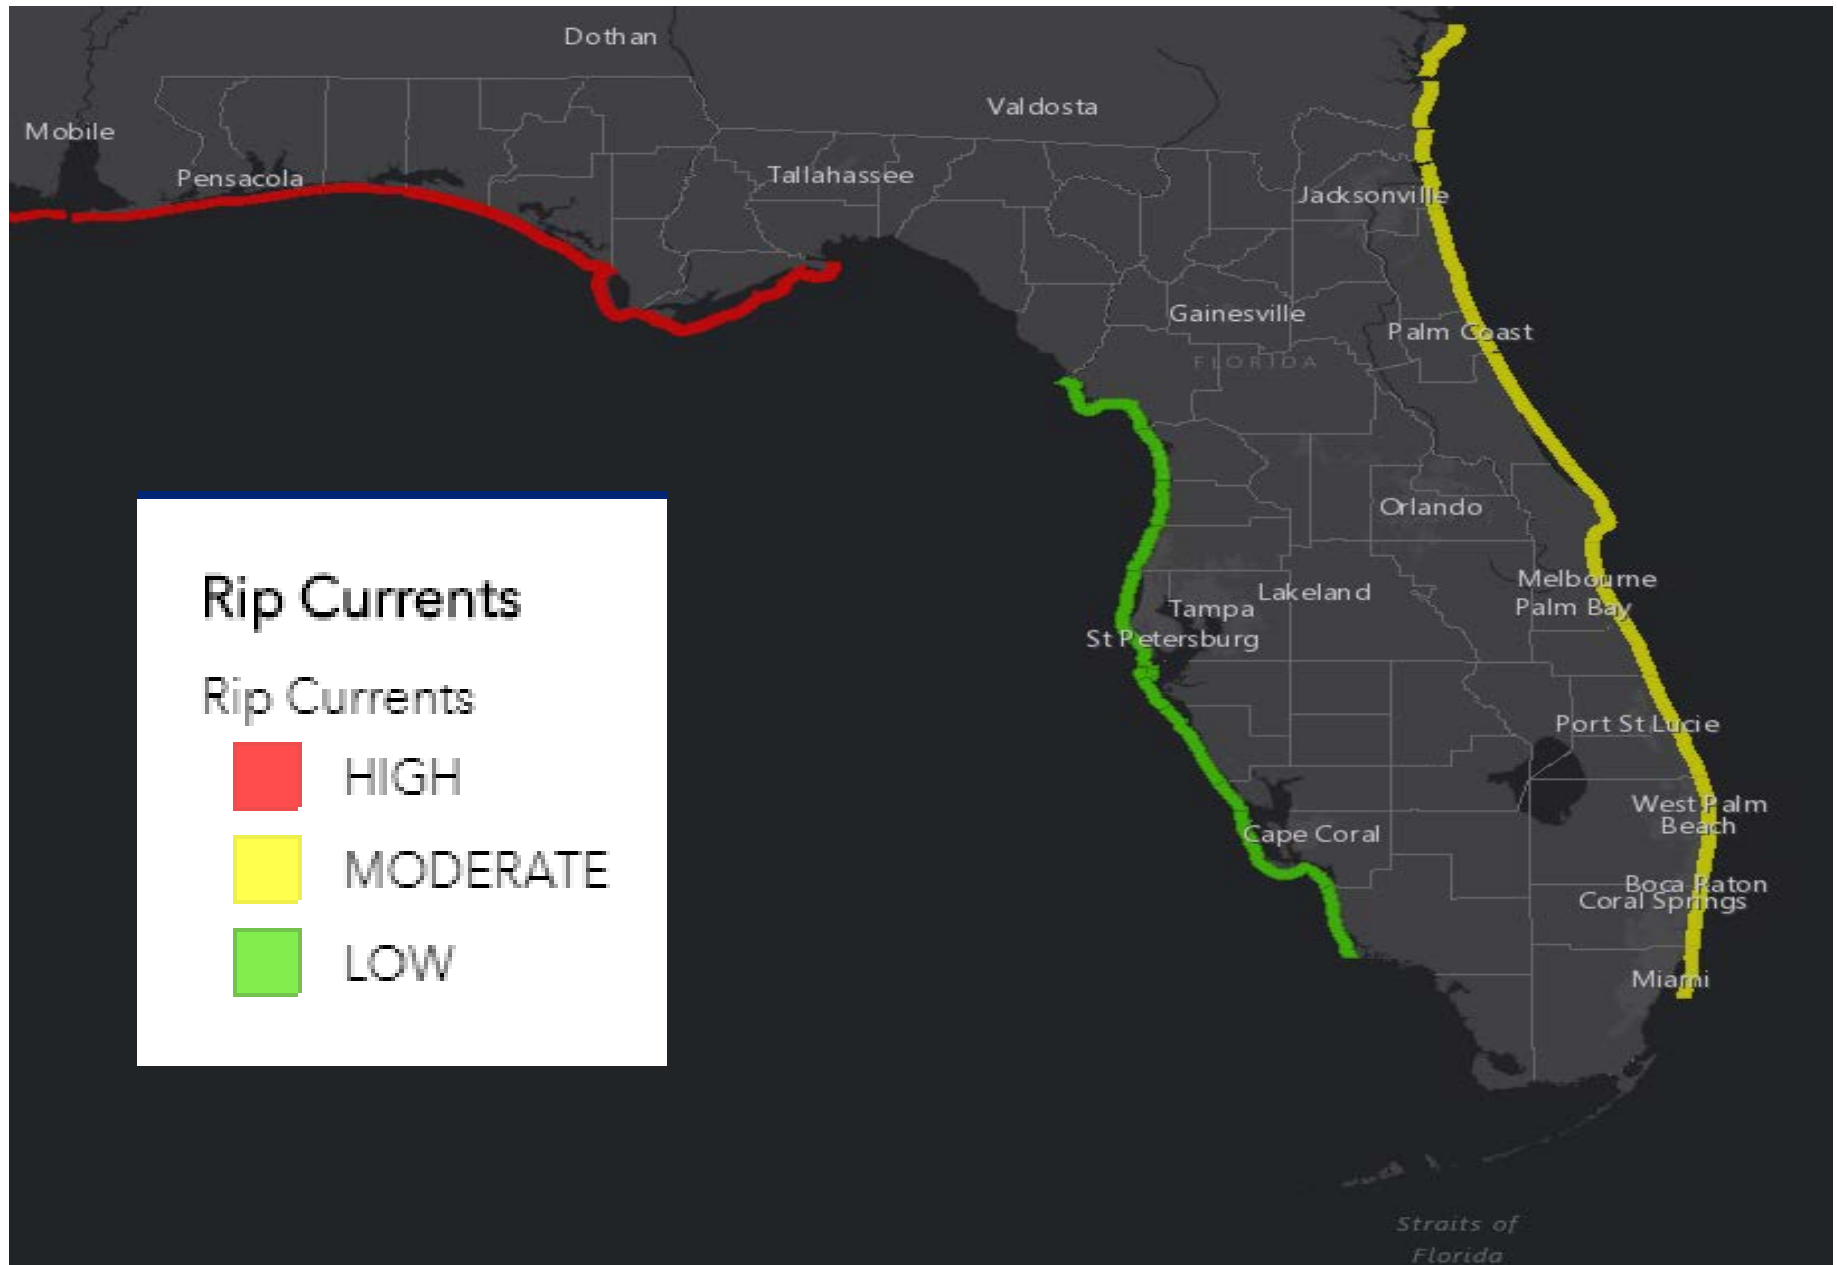 Dothan
Valdosta
Mobile
Pensacola
Tallahassee
Jacksonville
Gainesville
Palm Coast
FLORIDA
Orlando
Melbourne
Palm Bay
Lakeland
Tampa
St Petersburg
Port St Lucie
West Palm
Beach
Cape Coral
Boca Raton
Coral Springs
Miami
Straits of
Florida
Rip Currents
Rip Currents
HIGH
MODERATE
LOW